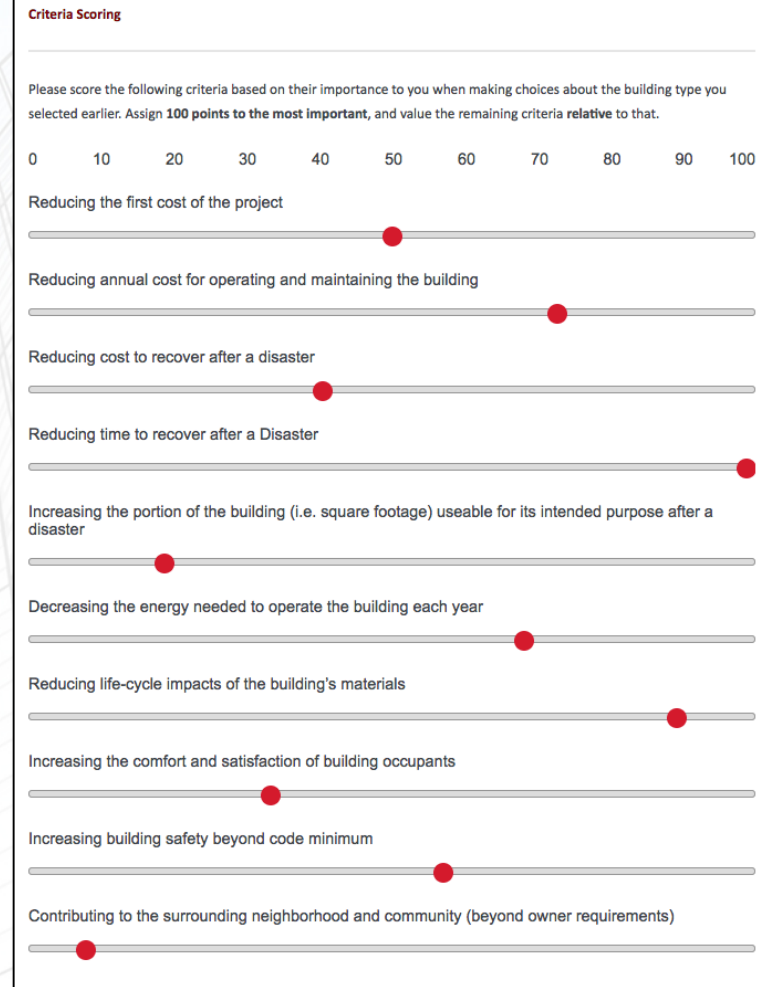 Criteria Scoring
Please score the following criteria based on their importance to you when making choices about the building type you
selected earlier. Assign 100 points to the most important, and value the remaining criteria relative to that.
0 10 20 30 40 50 60 70 80 90 100
Reducing the first cost of the project
Reducing annual cost for operating and maintaining the building
Reducing cost to recover after a disaster
Reducing time to recover after a Disaster
Increasing the portion of the building (i.e. square footage) useable for its intended purpose after a
disaster
Decreasing the energy needed to operate the building each year
Reducing life-cycle impacts of the building's materials
Increasing the comfort and satisfaction of building occupants
Increasing building safety beyond code minimum
Contributing to the surrounding neighborhood and community (beyond owner requirements)